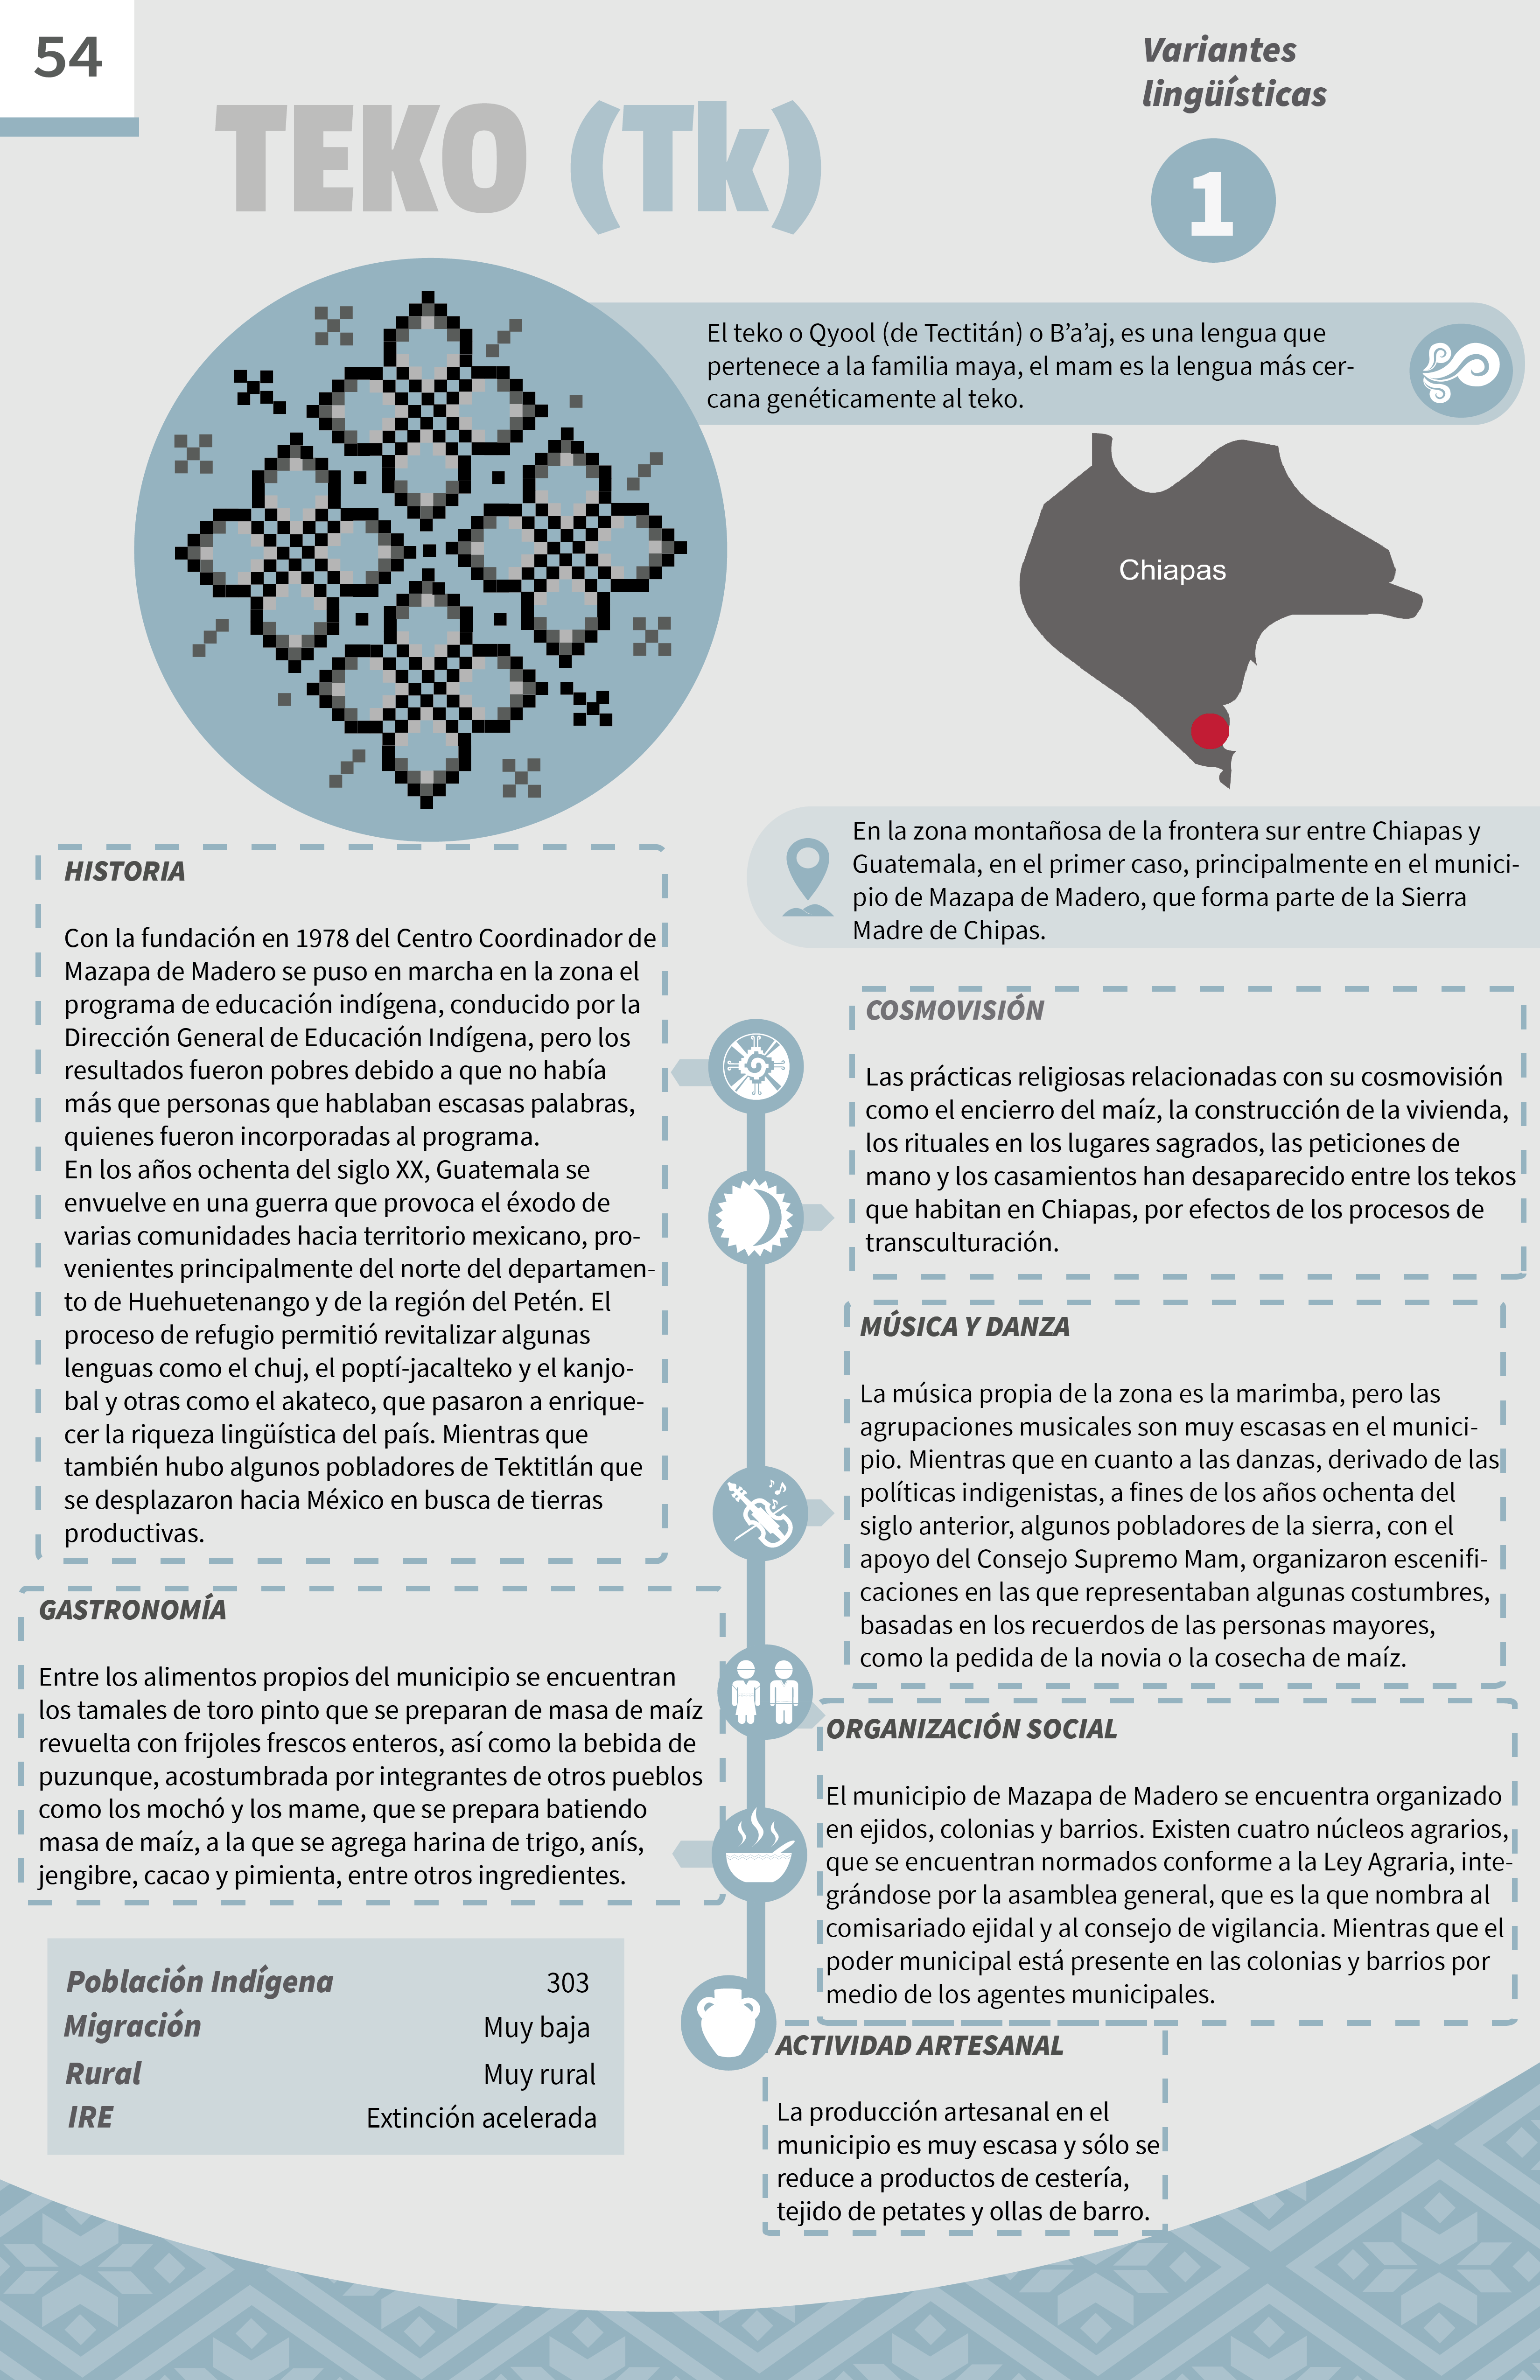 54
TEKO (Tk)
Variantes
lingüísticas
1
El teko o Qyool (de Tectitán) o B’a’aj, es una lengua que
pertenece a la familia maya, el mam es la lengua más cer-
cana genéticamente al teko.
Chiapas
En la zona montañosa de la frontera sur entre Chiapas y
Guatemala, en el primer caso, principalmente en el munici-
pio de Mazapa de Madero, que forma parte de la Sierra
Madre de Chipas.
HISTORIA
Con la fundación en 1978 del Centro Coordinador de
Mazapa de Madero se puso en marcha en la zona el
programa de educación indígena, conducido por la
Dirección General de Educación Indígena, pero los
resultados fueron pobres debido a que no había
más que personas que hablaban escasas palabras,
quienes fueron incorporadas al programa.
En los años ochenta del siglo XX, Guatemala se
envuelve en una guerra que provoca el éxodo de
varias comunidades hacia territorio mexicano, pro-
venientes principalmente del norte del departamen-
to de Huehuetenango y de la región del Petén. El
proceso de refugio permitió revitalizar algunas
lenguas como el chuj, el poptí-jacalteko y el kanjo-
bal y otras como el akateco, que pasaron a enrique-
cer la riqueza lingüística del país. Mientras que
también hubo algunos pobladores de Tektitlán que
se desplazaron hacia México en busca de tierras
productivas.
COSMOVISIÓN
Las prácticas religiosas relacionadas con su cosmovisión
como el encierro del maíz, la construcción de la vivienda,
los rituales en los lugares sagrados, las peticiones de
mano y los casamientos han desaparecido entre los tekos
que habitan en Chiapas, por efectos de los procesos de
transculturación.
MÚSICA Y DANZA
La música propia de la zona es la marimba, pero las
agrupaciones musicales son muy escasas en el munici-
pio. Mientras que en cuanto a las danzas, derivado de las
políticas indigenistas, a fines de los años ochenta del
siglo anterior, algunos pobladores de la sierra, con el
apoyo del Consejo Supremo Mam, organizaron escenifi-
caciones en las que representaban algunas costumbres,
basadas en los recuerdos de las personas mayores,
como la pedida de la novia o la cosecha de maíz.
GASTRONOMÍA
Entre los alimentos propios del municipio se encuentran
los tamales de toro pinto que se preparan de masa de maíz
revuelta con frijoles frescos enteros, así como la bebida de
puzunque, acostumbrada por integrantes de otros pueblos
como los mochó y los mame, que se prepara batiendo
masa de maíz, a la que se agrega harina de trigo, anís,
jengibre, cacao y pimienta, entre otros ingredientes.
ORGANIZACIÓN SOCIAL
El municipio de Mazapa de Madero se encuentra organizado
en ejidos, colonias y barrios. Existen cuatro núcleos agrarios,
que se encuentran normados conforme a la Ley Agraria, inte-
grándose por la asamblea general, que es la que nombra al
comisariado ejidal y al consejo de vigilancia. Mientras que el
poder municipal está presente en las colonias y barrios por
medio de los agentes municipales.
Población Indígena 303
Migración Muy baja
Rural Muy rural
IRE Extinción acelerada
ACTIVIDAD ARTESANAL
La producción artesanal en el
municipio es muy escasa y sólo se
reduce a productos de cestería,
tejido de petates y ollas de barro.